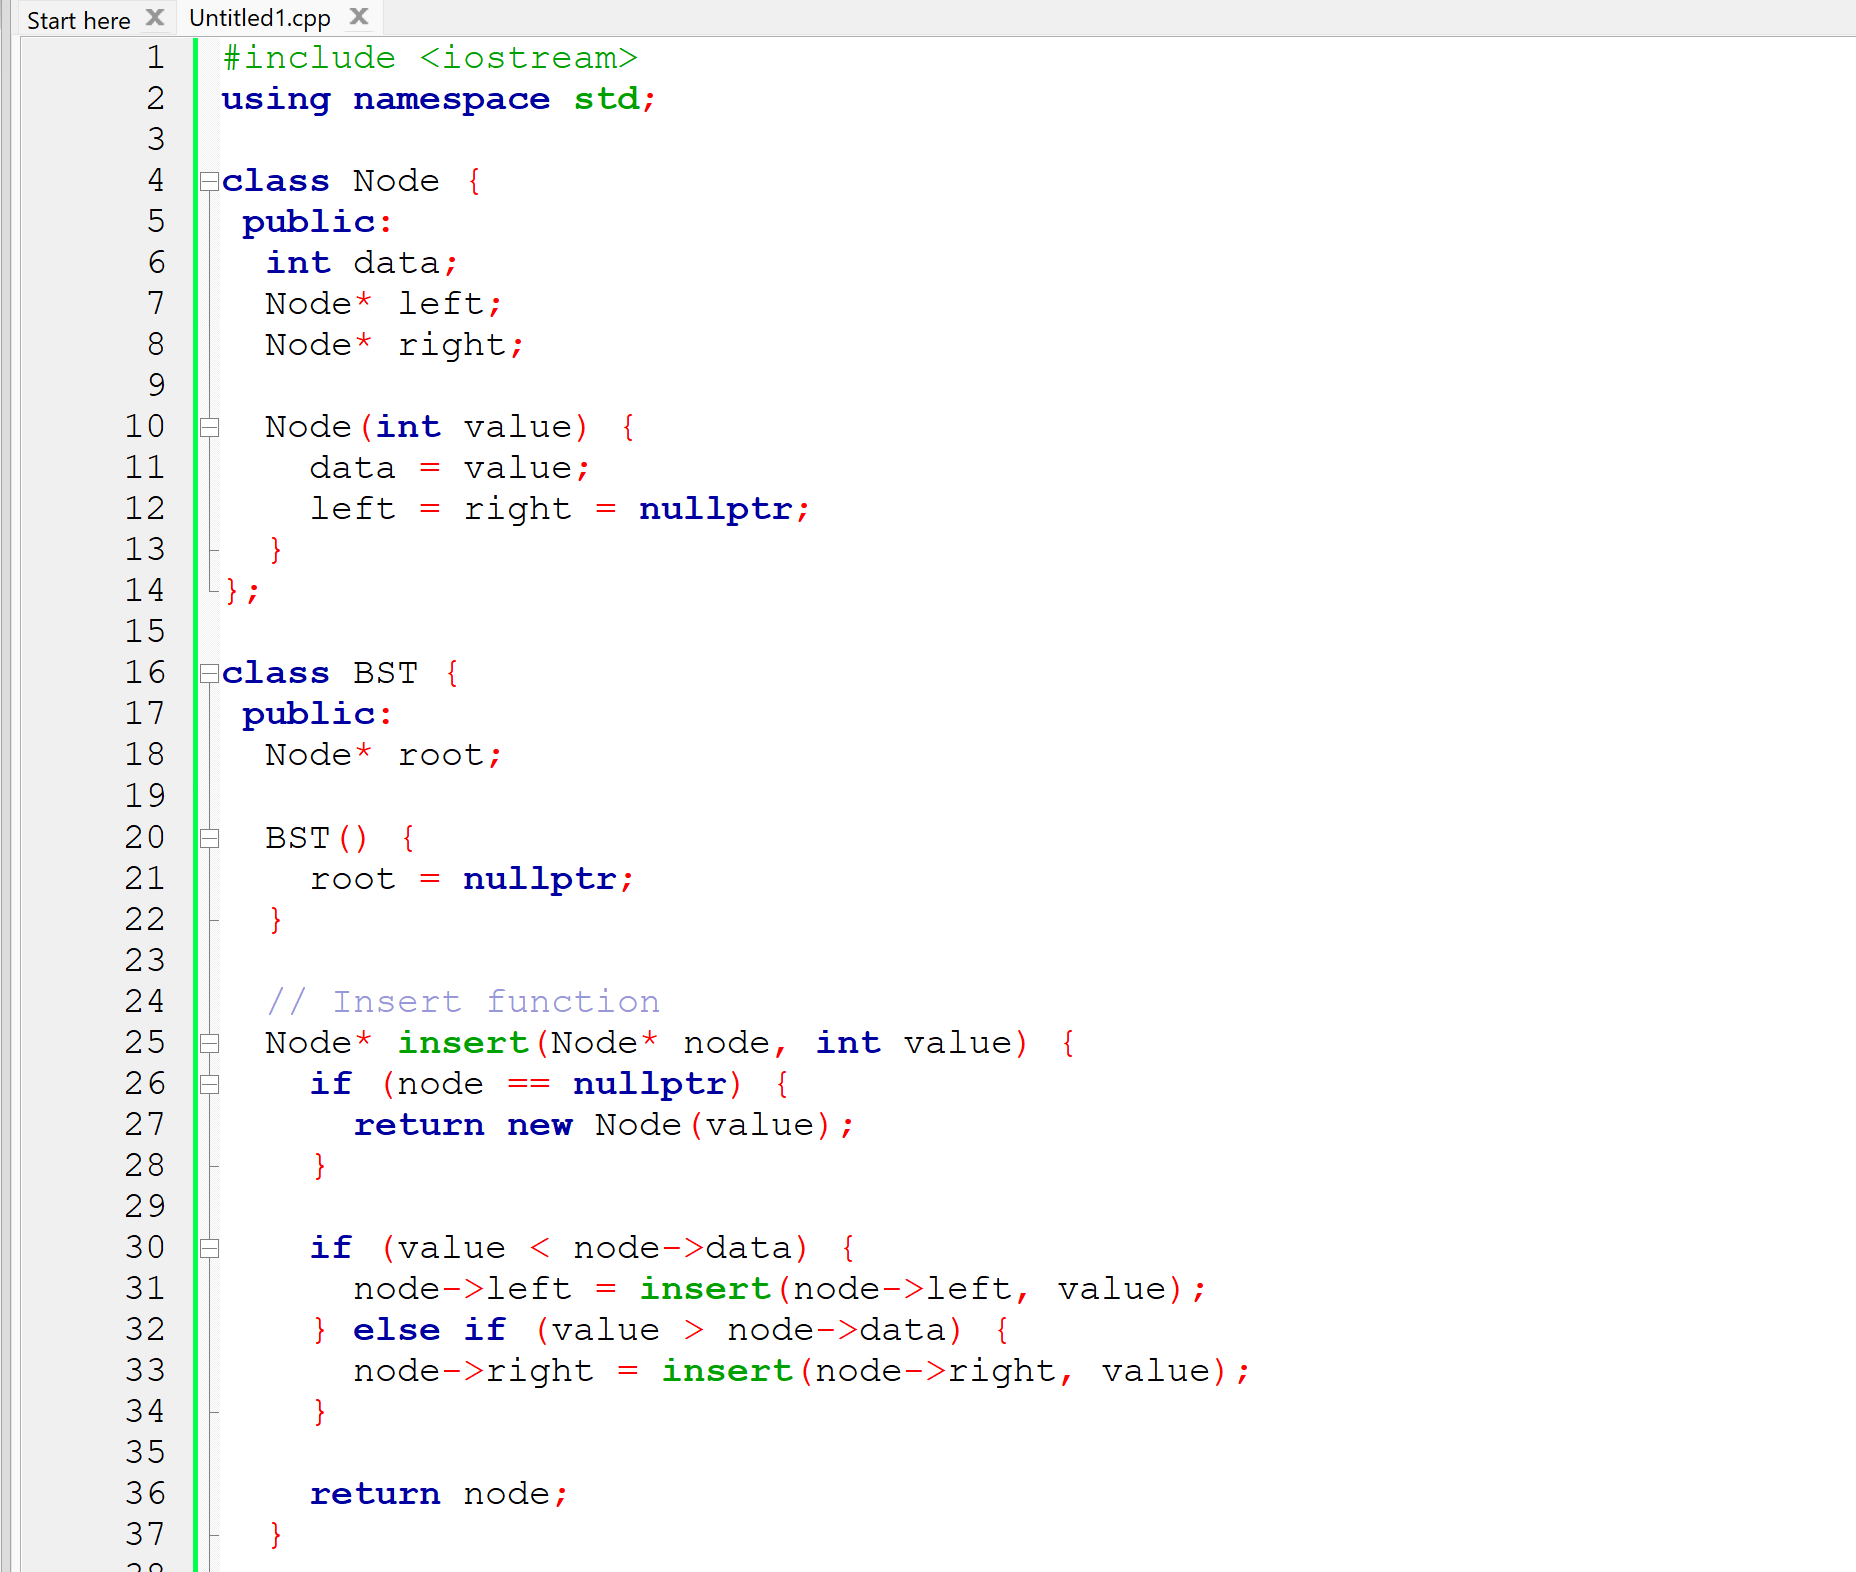 Start here X Untitled1.cpp X
1 #include <iostream>
2 using namespace std;
3
4 class Node {
5  public:
6   int data;
7   Node* left;
8   Node* right;
9
10   Node(int value) {
11     data = value;
12     left = right = nullptr;
13   }
14 };
15
16 class BST {
17  public:
18   Node* root;
19
20   BST() {
21     root = nullptr;
22   }
23
24   // Insert function
25   Node* insert(Node* node, int value) {
26     if (node == nullptr) {
27       return new Node(value);
28     }
29
30     if (value < node->data) {
31       node->left = insert(node->left, value);
32     } else if (value > node->data) {
33       node->right = insert(node->right, value);
34     }
35
36     return node;
37   }